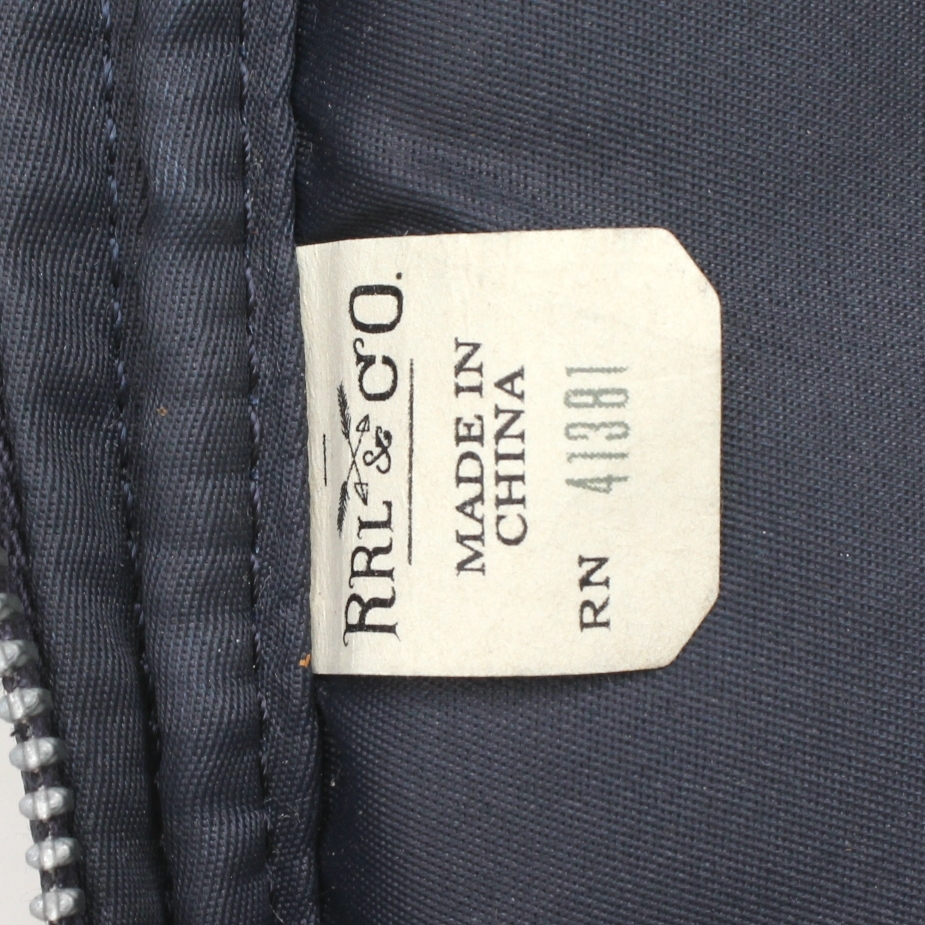 RRL & CO.
MADE IN
CHINA
RN 41381